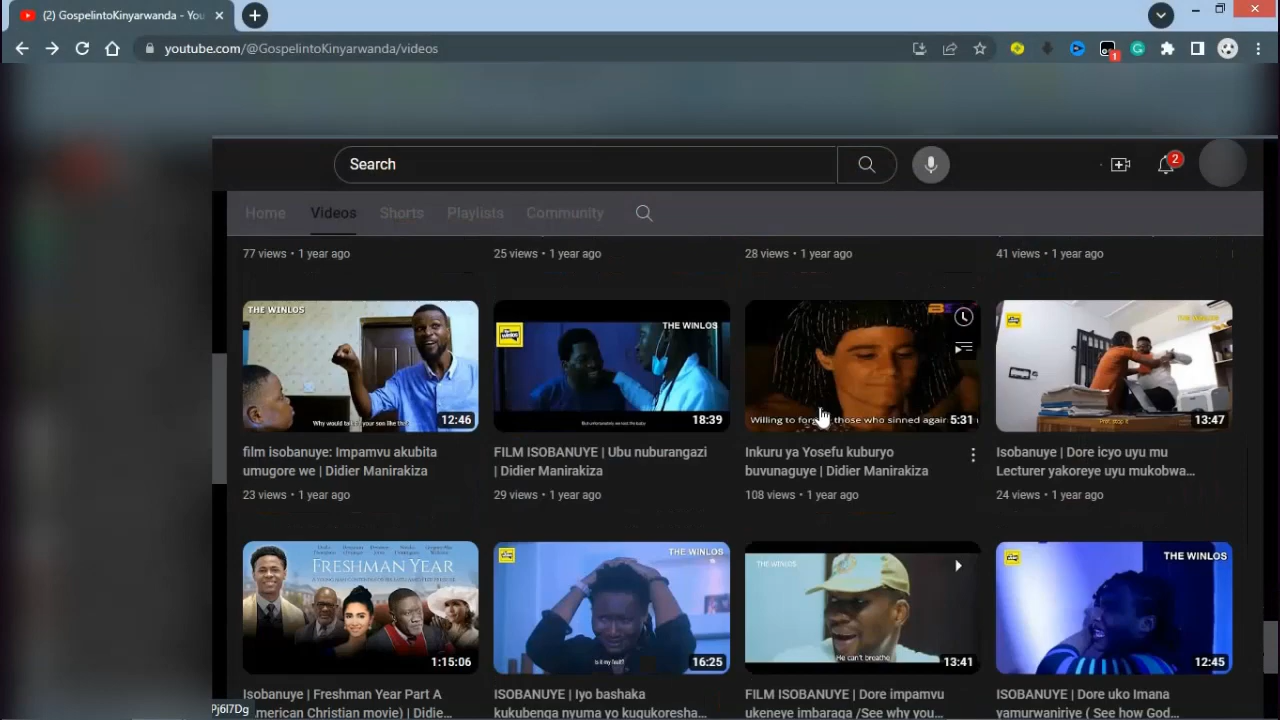 (2) GospelintoKinyarwanda - You
youtube.com/@GospelintoKinyarwanda/videos
1
Search
2
Home Videos Shorts Playlists Community
77 views • 1 year ago
25 views • 1 year ago
28 views • 1 year ago
41 views • 1 year ago
THE WINLOS
12:46
film isobanuye: Impamvu akubita
umugore we | Didier Manirakiza
23 views • 1 year ago
THE WINLOS
18:39
FILM ISOBANUYE | Ubu nuburangazi
| Didier Manirakiza
29 views • 1 year ago
Willing to forg those who sinned again
5:31
Inkuru ya Yosefu kuburyo
buvunaguye | Didier Manirakiza
108 views • 1 year ago
13:47
Isobanuye | Dore icyo uyu mu
Lecturer yakoreye uyu mukobwa...
24 views • 1 year ago
FRESHMAN YEAR
1:15:06
Isobanuye | Freshman Year Part A
merican Christian movie) | Didie...
THE WINLOS
Is it my fault?
16:25
ISOBANUYE | Iyo bashaka
kukubenga nyuma yo kugukoresha...
THE WINLOS
He can't breathe
13:41
FILM ISOBANUYE | Dore impamvu
ukeneye imbaraga /See why you...
THE WINLOS
12:45
ISOBANUYE | Dore uko Imana
yamurwaniriye ( See how God...
Pj6I7Dg